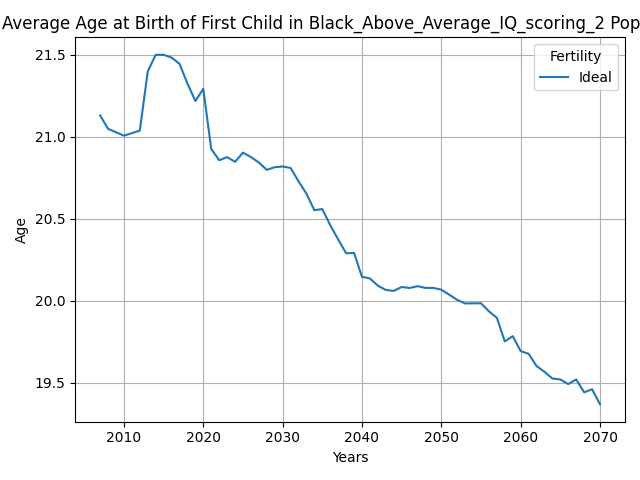 Average Age at Birth of First Child in Black_Above_Average_IQ_scoring_2 Pop
Fertility
Ideal
21.5
21.0
20.5
20.0
19.5
Age
2010 2020 2030 2040 2050 2060 2070
Years